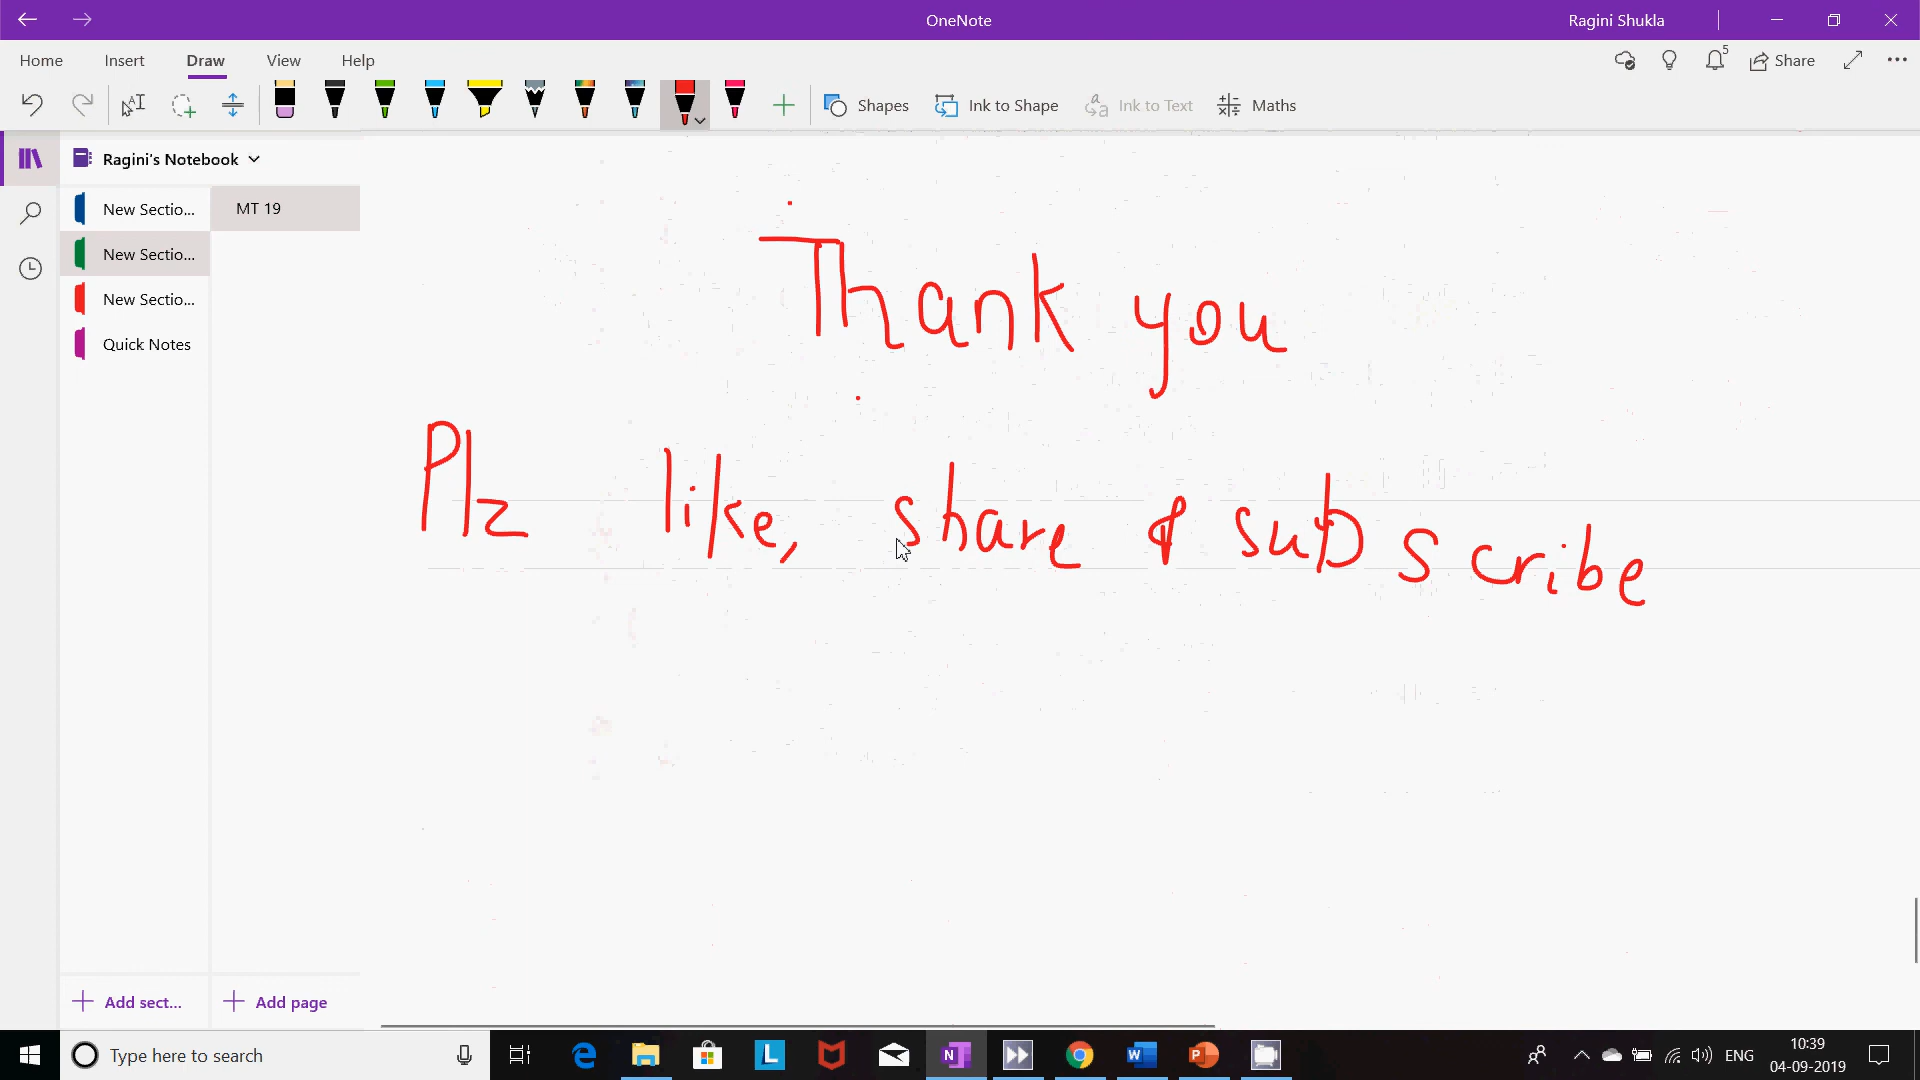 OneNote
Ragini Shukla
Home Insert Draw View Help
5
Share
Shapes
Ink to Shape
Ink to Text
Maths
Ragini's Notebook
New Sectio...
MT 19
New Sectio...
New Sectio...
Quick Notes
Thank you
Plz like, share & subscribe
Add sect...
Add page
Type here to search
ENG
10:39
04-09-2019